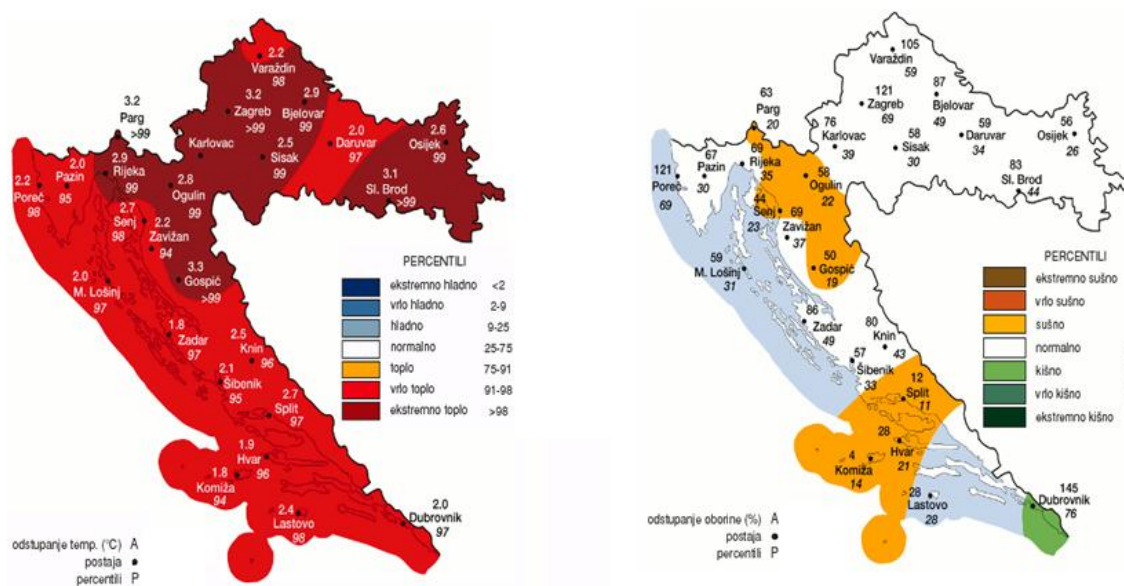 2.2
Varaždin
98
3.2
Zagreb
>99
2.9
Bjelovar
99
3.2
Parg
>99
Karlovac
2.5
Sisak
99
2.0
Daruvar
97
2.6
Osijek
99
3.1
Sl. Brod
>99
2.9
Rijeka
99
2.0
Pazin
95
2.2
Poreč
98
2.8
Ogulin
99
2.7
Senj
98
2.2
Zavižan
94
3.3
Gospić
>99
2.0
M. Lošinj
97
1.8
Zadar
97
2.5
Knin
96
2.1
Šibenik
95
2.7
Split
97
1.9
Hvar
96
1.8
Komiža
94
2.4
Lastovo
98
2.0
Dubrovnik
97
PERCENTILI
ekstremno hladno <2
vrlo hladno 2-9
hladno 9-25
normalno 25-75
toplo 75-91
vrlo toplo 91-98
ekstremno toplo >98
odstupanje temp. (°C) A
postaja
percentili P
105
Varaždin
59
121
Zagreb
69
87
Bjelovar
49
63
Parg
20
76
Karlovac
39
58
Sisak
30
59
Daruvar
34
56
Osijek
26
83
Sl. Brod
44
69
Rijeka
35
67
Pazin
30
121
Poreč
69
58
Ogulin
22
44
Senj
23
69
Zavižan
37
50
Gospić
19
59
M. Lošinj
31
86
Zadar
49
80
Knin
43
57
Šibenik
33
12
Split
11
28
Hvar
21
4
Komiža
14
28
Lastovo
28
145
Dubrovnik
76
PERCENTILI
ekstremno sušno
vrlo sušno
sušno
normalno
kišno
vrlo kišno
ekstremno kišno
odstupanje oborine (%) A
postaja
percentili P